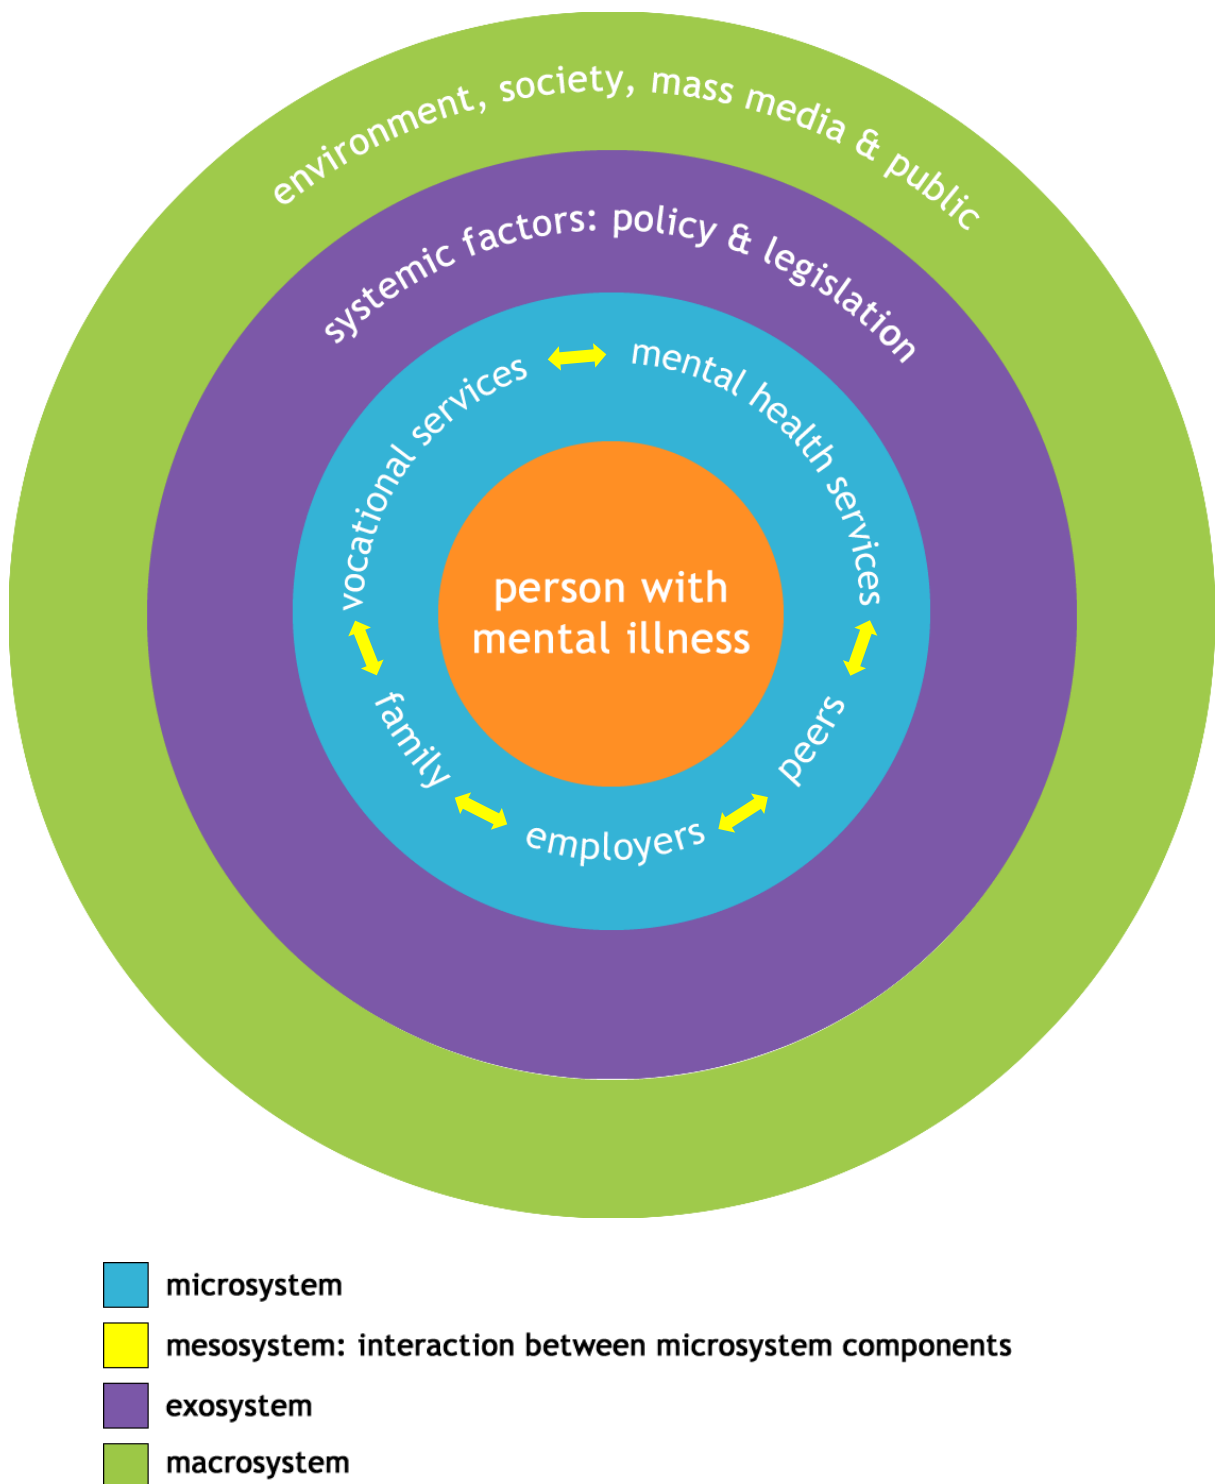 environment, society, mass media & public
systemic factors: policy & legislation
vocational services
mental health services
family
peers
employers
person with
mental illness
microsystem
mesosystem: interaction between microsystem components
exosystem
macrosystem